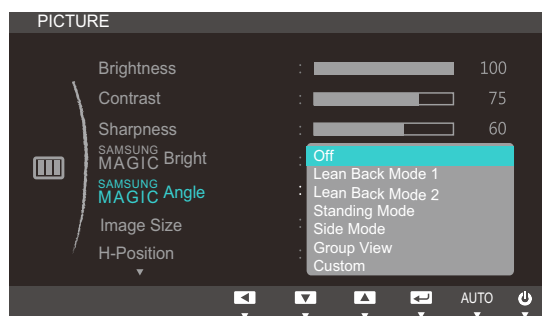 PICTURE
Brightness : 100
Contrast : 75
Sharpness : 60
SAMSUNG
MAGIC Bright :
SAMSUNG
MAGIC Angle :
Image Size :
H-Position :
Off
Lean Back Mode 1
Lean Back Mode 2
Standing Mode
Side Mode
Group View
Custom
AUTO